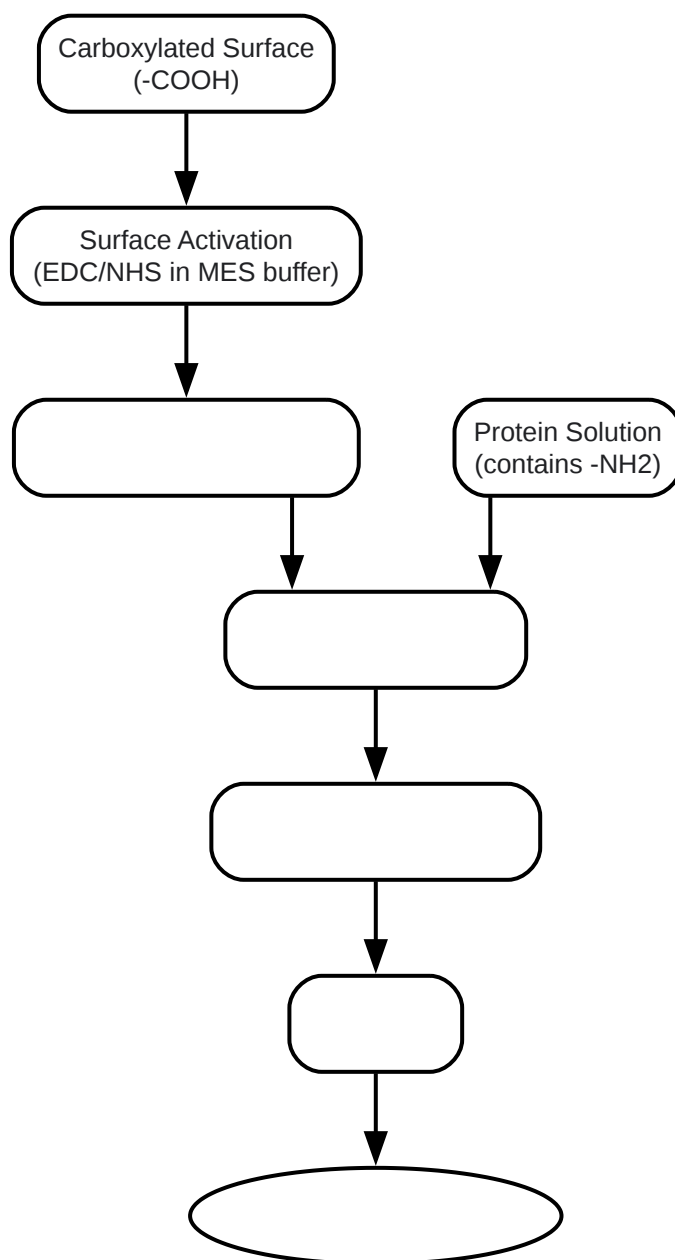 Carboxylated Surface
(-COOH)
Surface Activation
(EDC/NHS in MES buffer)
Protein Solution
(contains -NH2)